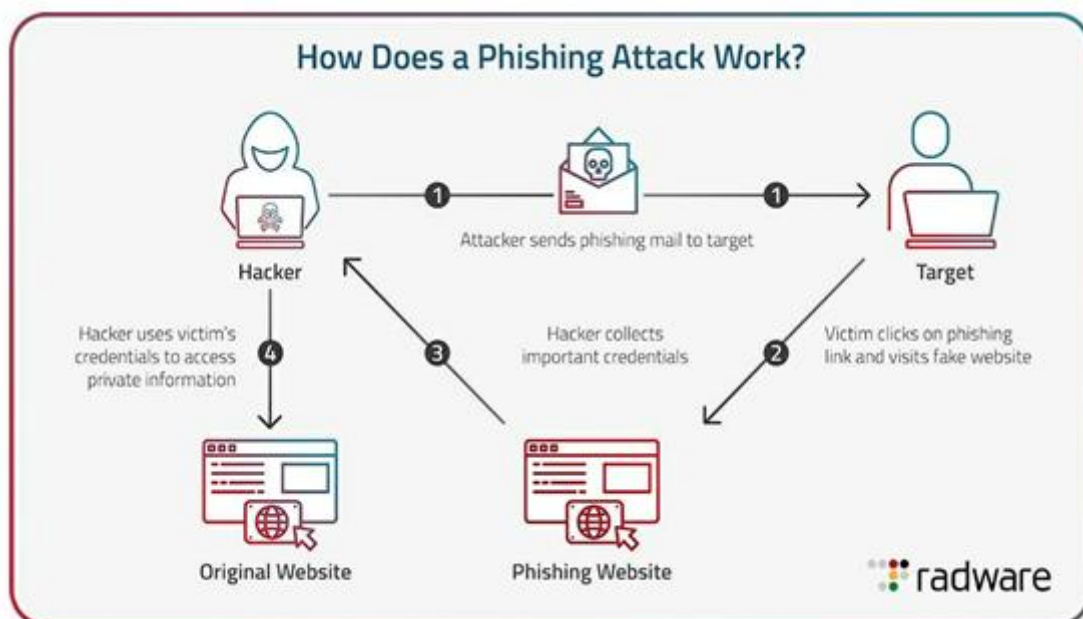 How Does a Phishing Attack Work?
1
1
Attacker sends phishing mail to target
Hacker
Target
Hacker uses victim's
credentials to access
private information
4
3
Hacker collects
important credentials
2
Victim clicks on phishing
link and visits fake website
Original Website
Phishing Website
radware